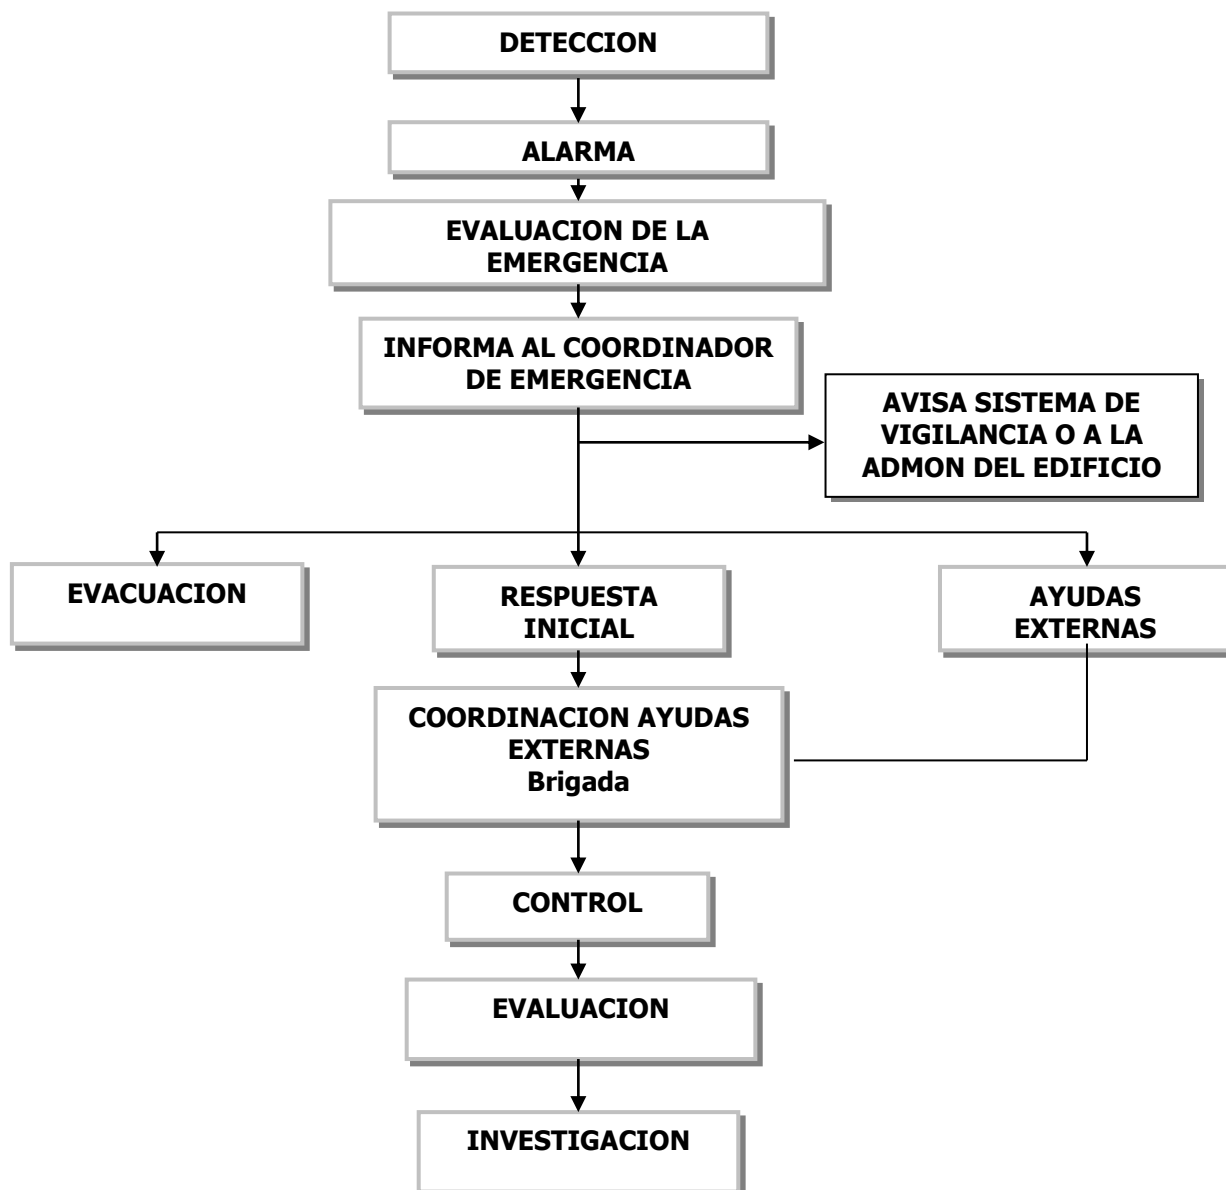 DETECCION
ALARMA
EVALUACION DE LA
EMERGENCIA
INFORMA AL COORDINADOR
DE EMERGENCIA
AVISA SISTEMA DE
VIGILANCIA O A LA
ADMON DEL EDIFICIO
EVACUACION
RESPUESTA
INICIAL
AYUDAS
EXTERNAS
COORDINACION AYUDAS
EXTERNAS
Brigada
CONTROL
EVALUACION
INVESTIGACION